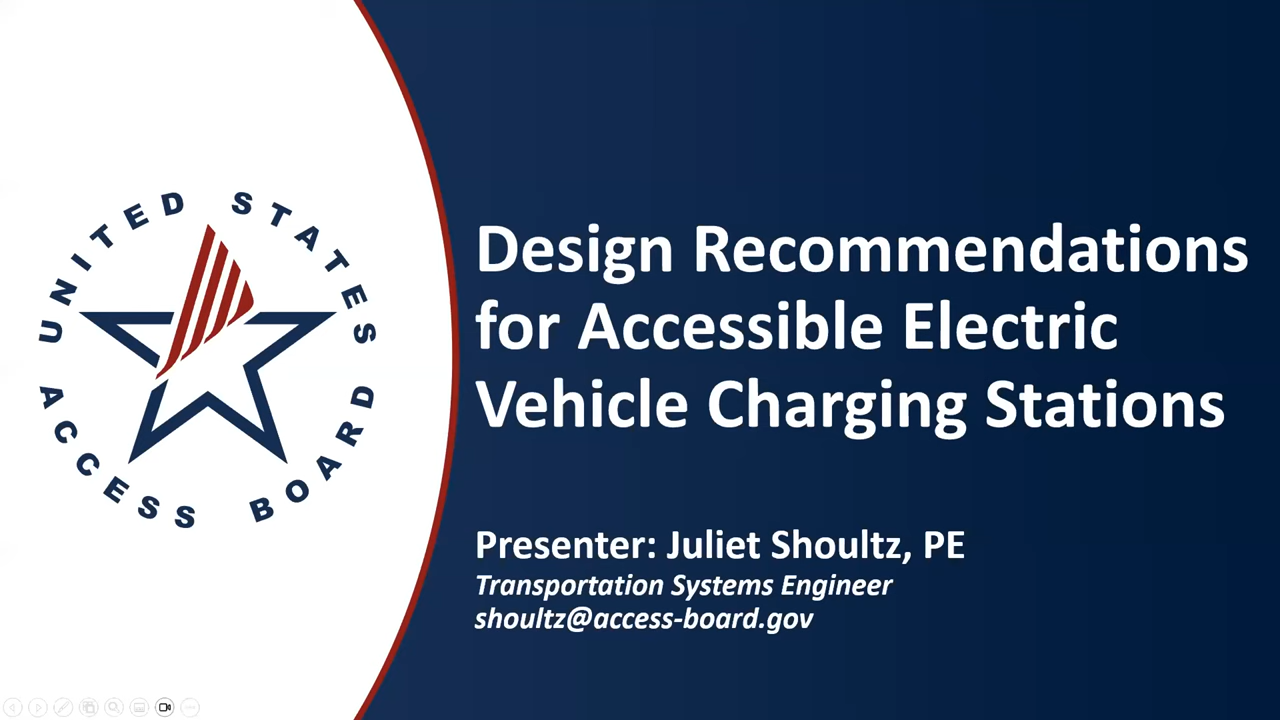 UNITED STATES
ACCESS BOARD
Design Recommendations
for Accessible Electric
Vehicle Charging Stations
Presenter: Juliet Shoultz, PE
Transportation Systems Engineer
shoultz@access-board.gov